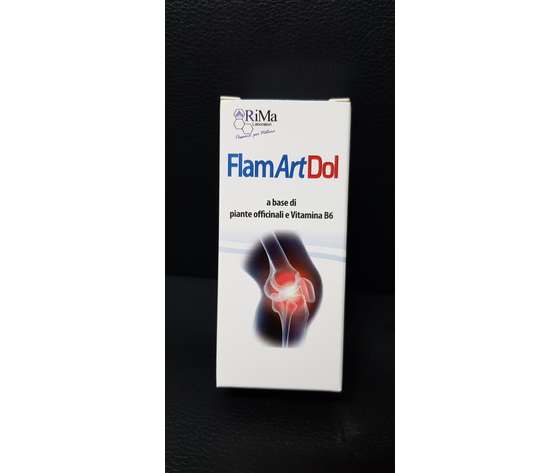 RiMa
Laboratori
FlamArtDol
a base di
piante officinali e Vitamina B6